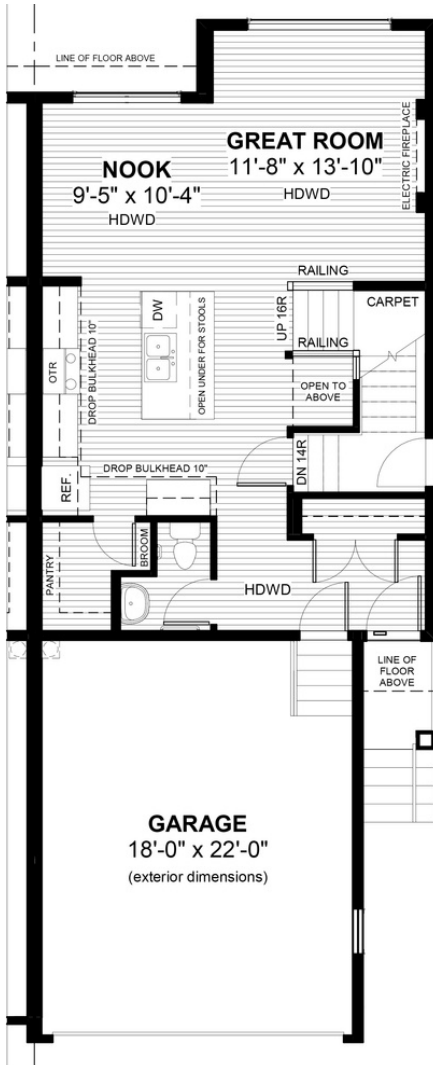 LINE OF FLOOR ABOVE
GREAT ROOM
11'-8" x 13'-10"
HDWD
ELECTRIC FIREPLACE
NOOK
9'-5" x 10'-4"
HDWD
RAILING
CARPET
UP 16R
DW
OPEN UNDER FOR STOOLS
RAILING
OTR
DROP BULKHEAD 10"
OPEN TO
ABOVE
DN 14R
DROP BULKHEAD 10"
REF.
BROOM
PANTRY
HDWD
LINE OF
FLOOR
ABOVE
GARAGE
18'-0" x 22'-0"
(exterior dimensions)